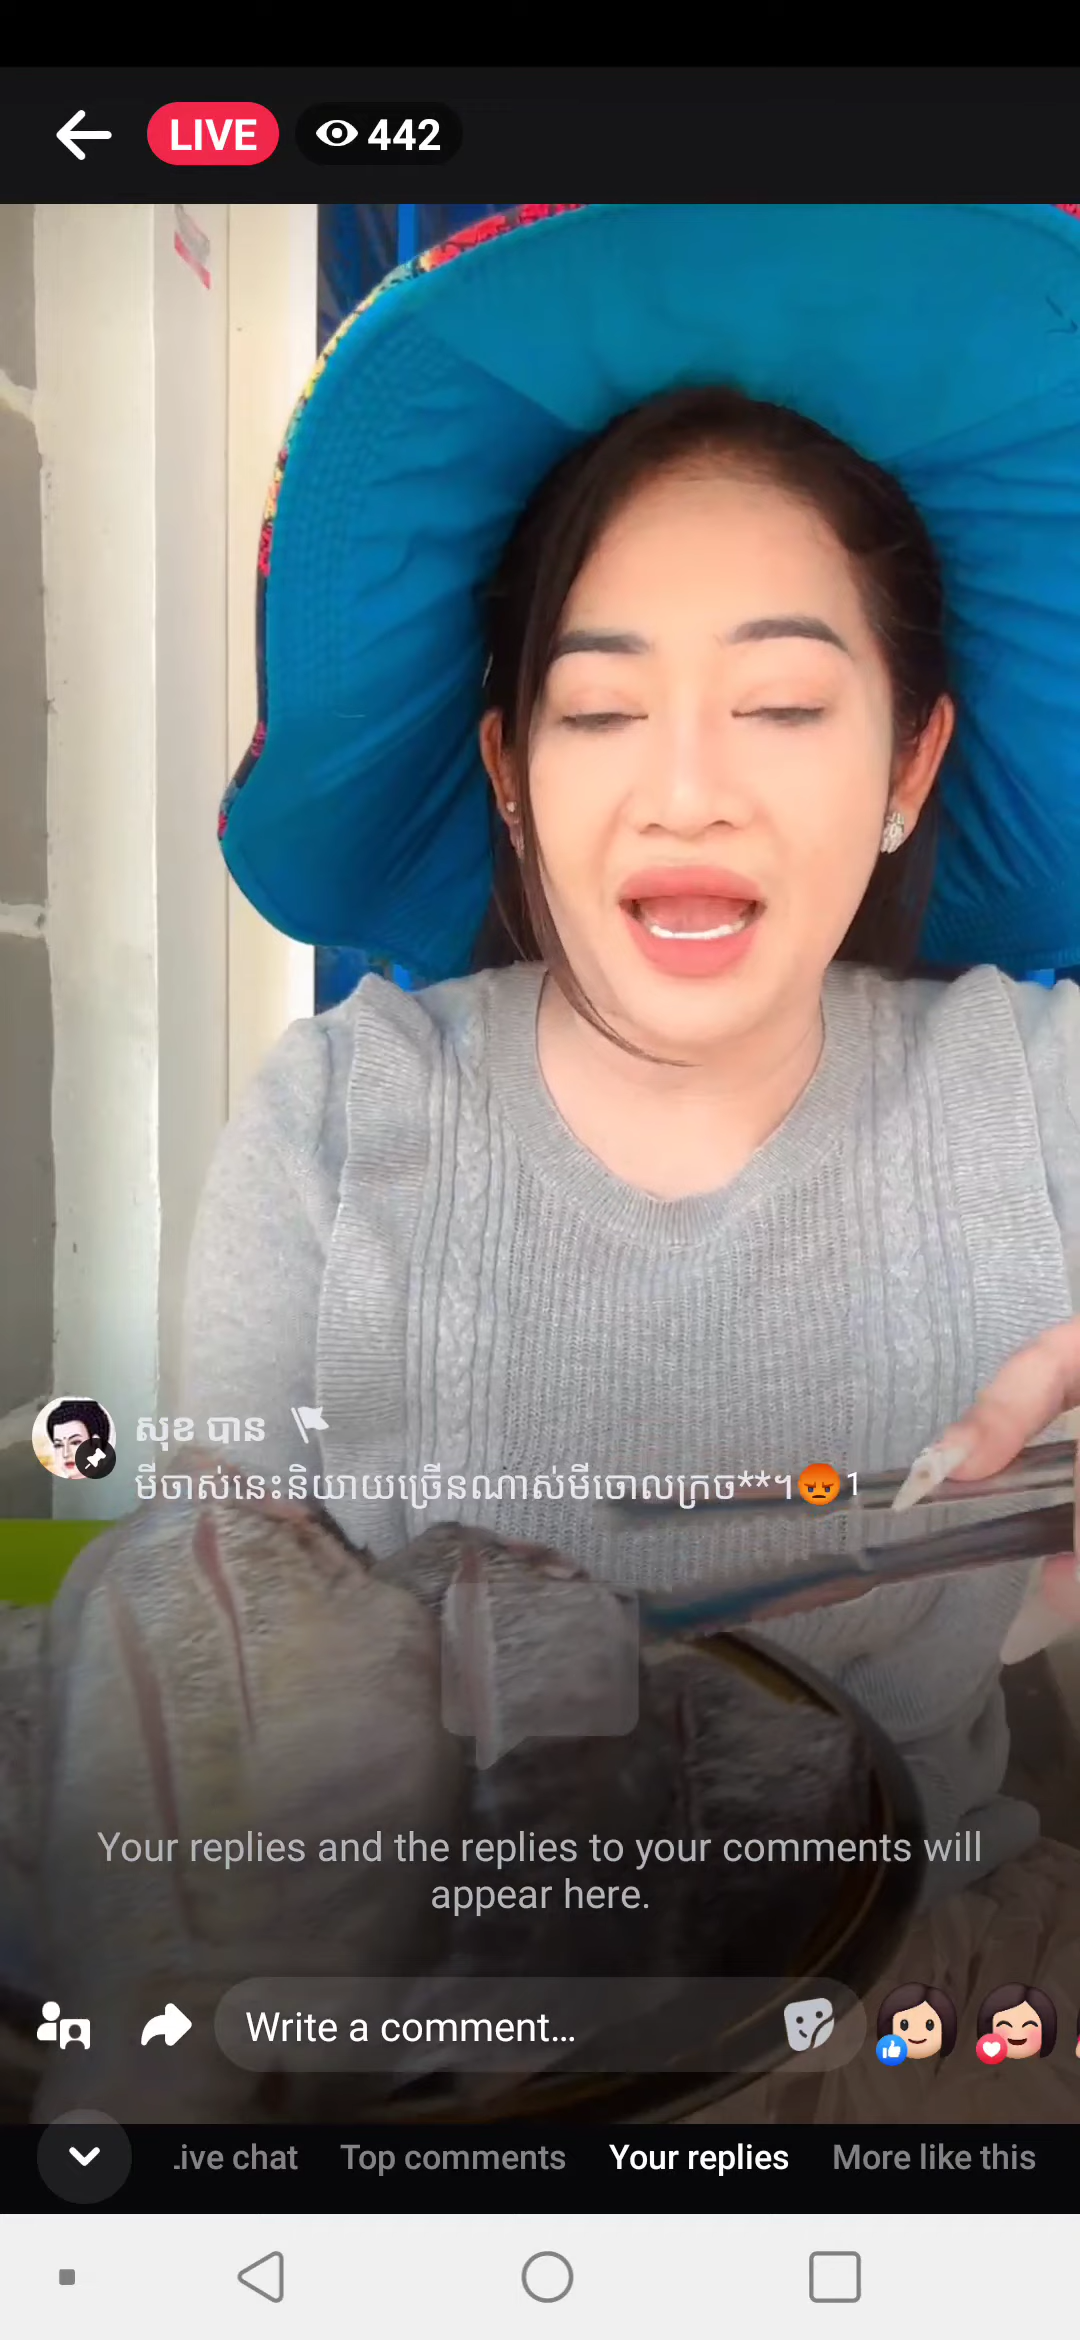 LIVE 442
សុខ បាន
មីចាស់នេះនិយាយច្រើនណាស់មីចោលក្រច**។😡1
Your replies and the replies to your comments will
appear here.
Write a comment...
.ive chat Top comments Your replies More like this